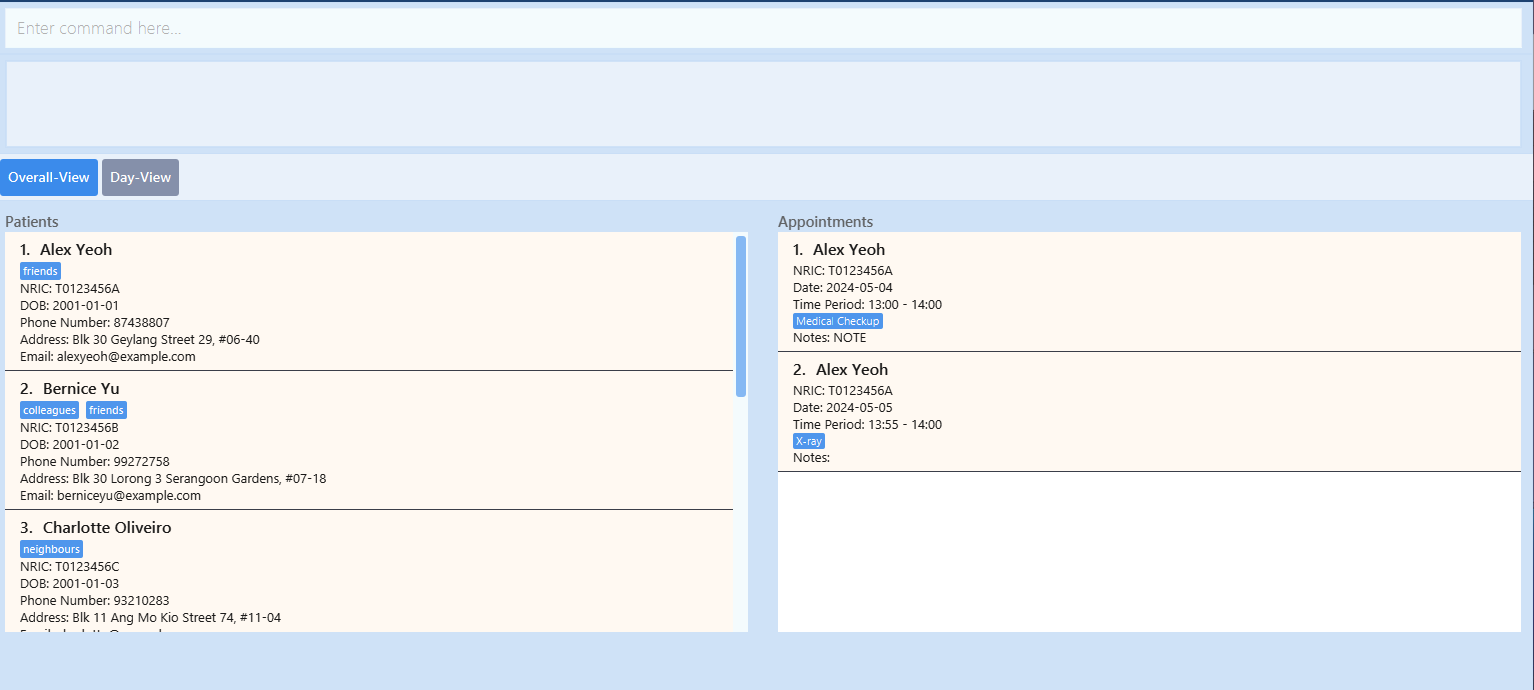 Enter command here...
Overall-View
Day-View
Patients
1. Alex Yeoh
friends
NRIC: T0123456A
DOB: 2001-01-01
Phone Number: 87438807
Address: Blk 30 Geylang Street 29, #06-40
Email: alexyeoh@example.com
2. Bernice Yu
colleagues friends
NRIC: T0123456B
DOB: 2001-01-02
Phone Number: 99272758
Address: Blk 30 Lorong 3 Serangoon Gardens, #07-18
Email: berniceyu@example.com
3. Charlotte Oliveiro
neighbours
NRIC: T0123456C
DOB: 2001-01-03
Phone Number: 93210283
Address: Blk 11 Ang Mo Kio Street 74, #11-04
Appointments
1. Alex Yeoh
NRIC: T0123456A
Date: 2024-05-04
Time Period: 13:00 - 14:00
Medical Checkup
Notes: NOTE
2. Alex Yeoh
NRIC: T0123456A
Date: 2024-05-05
Time Period: 13:55 - 14:00
X-ray
Notes: